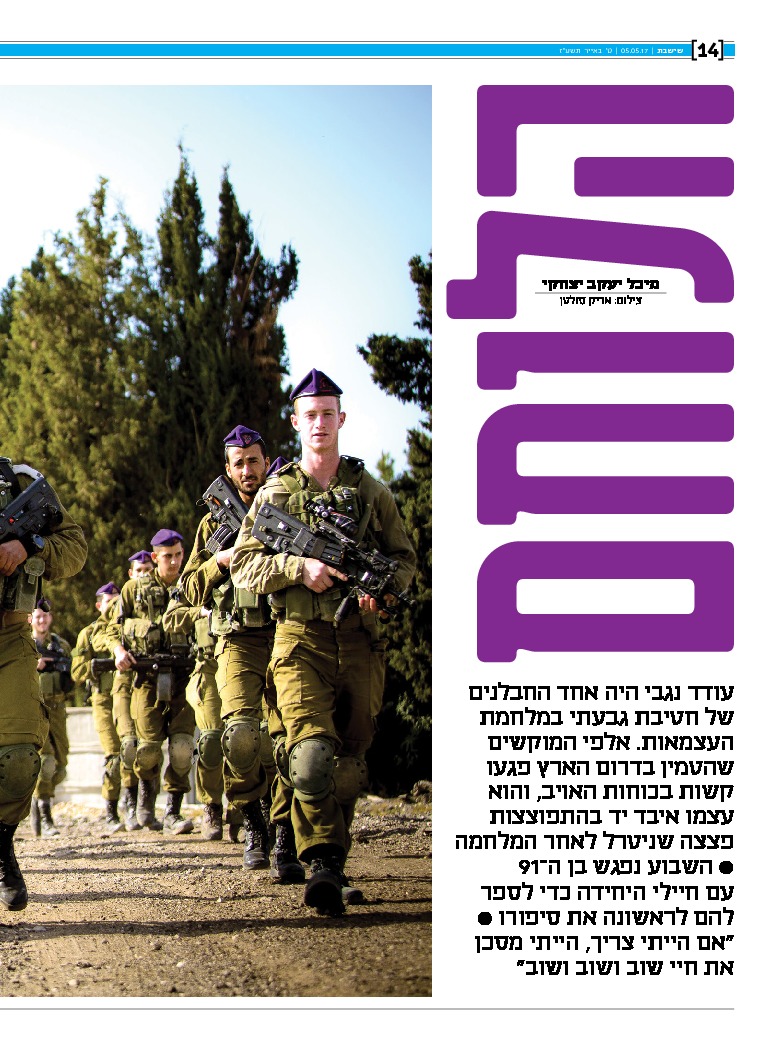 [14] שישבת | 05.05.17 | ט' באייר תשע"ז
הלוחם
מיכל יעקב יצחקי
צילום: אריק סולטן
עודד נגבי היה אחד החבלנים
של חטיבת גבעתי במלחמת
העצמאות. אלפי המוקשים
שהטמין בדרום הארץ פגעו
קשות בכוחות האויב, והוא
עצמו איבד יד בהתפוצצות
פצצה שניטרל לאחר המלחמה
● השבוע נפגש בן ה־91
עם חיילי היחידה כדי לספר
להם לראשונה את סיפורו ●
"אם הייתי צריך, הייתי מסכן
את חיי שוב ושוב ושוב"